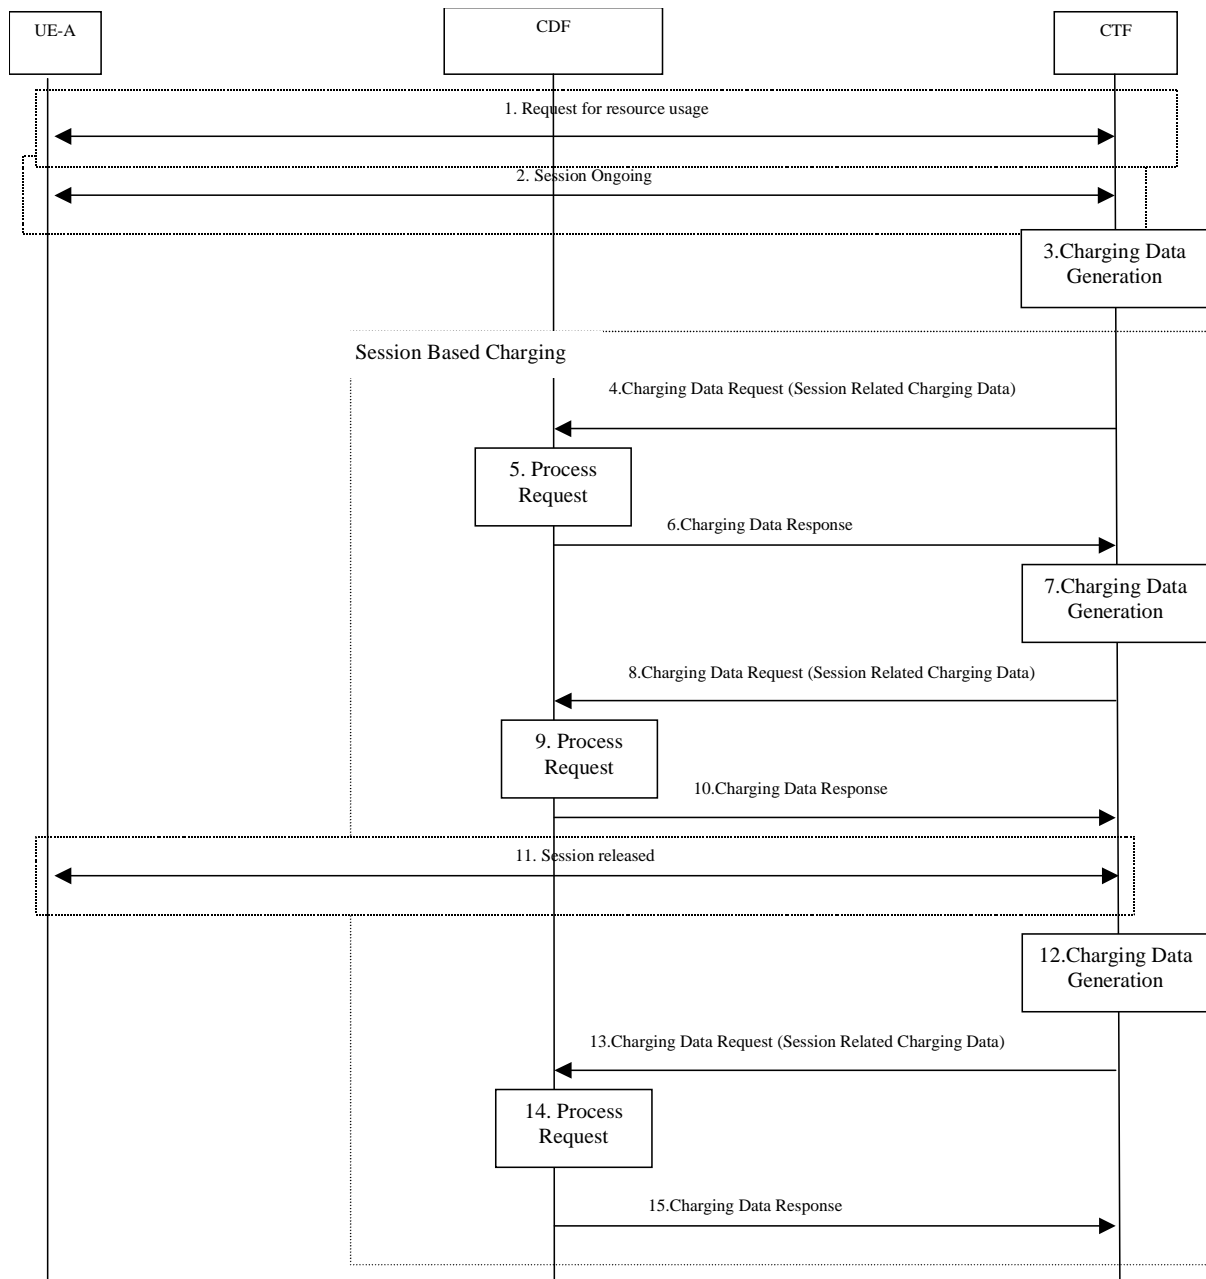 UE-A
CDF
CTF
1. Request for resource usage
2. Session Ongoing
3.Charging Data
Generation
Session Based Charging
4.Charging Data Request (Session Related Charging Data)
5. Process
Request
6.Charging Data Response
7.Charging Data
Generation
8.Charging Data Request (Session Related Charging Data)
9. Process
Request
10.Charging Data Response
11. Session released
12.Charging Data
Generation
13.Charging Data Request (Session Related Charging Data)
14. Process
Request
15.Charging Data Response